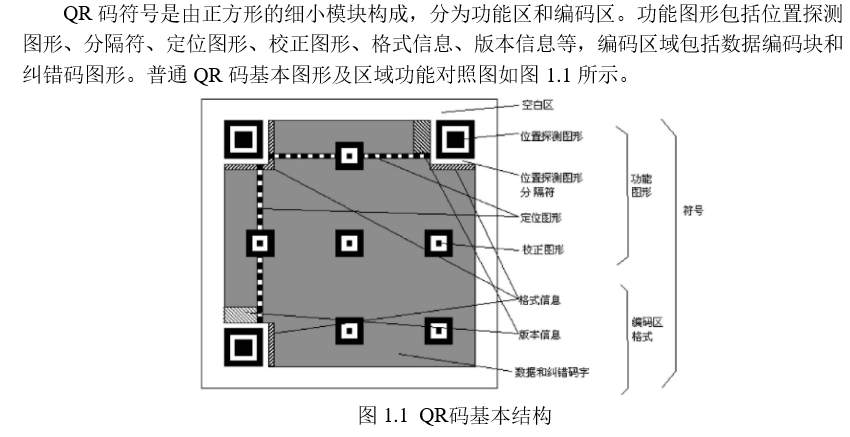 QR 码符号是由正方形的细小模块构成，分为功能区和编码区。功能图形包括位置探测
图形、分隔符、定位图形、校正图形、格式信息、版本信息等，编码区域包括数据编码块和
纠错码图形。普通 QR 码基本图形及区域功能对照图如图 1.1 所示。
空白区
位置探测图形
位置探测图形
分 隔符
功能
图形
符号
定位图形
校正图形
格式信息
编码区
格式
版本信息
数据和纠错码字
图 1.1 QR码基本结构